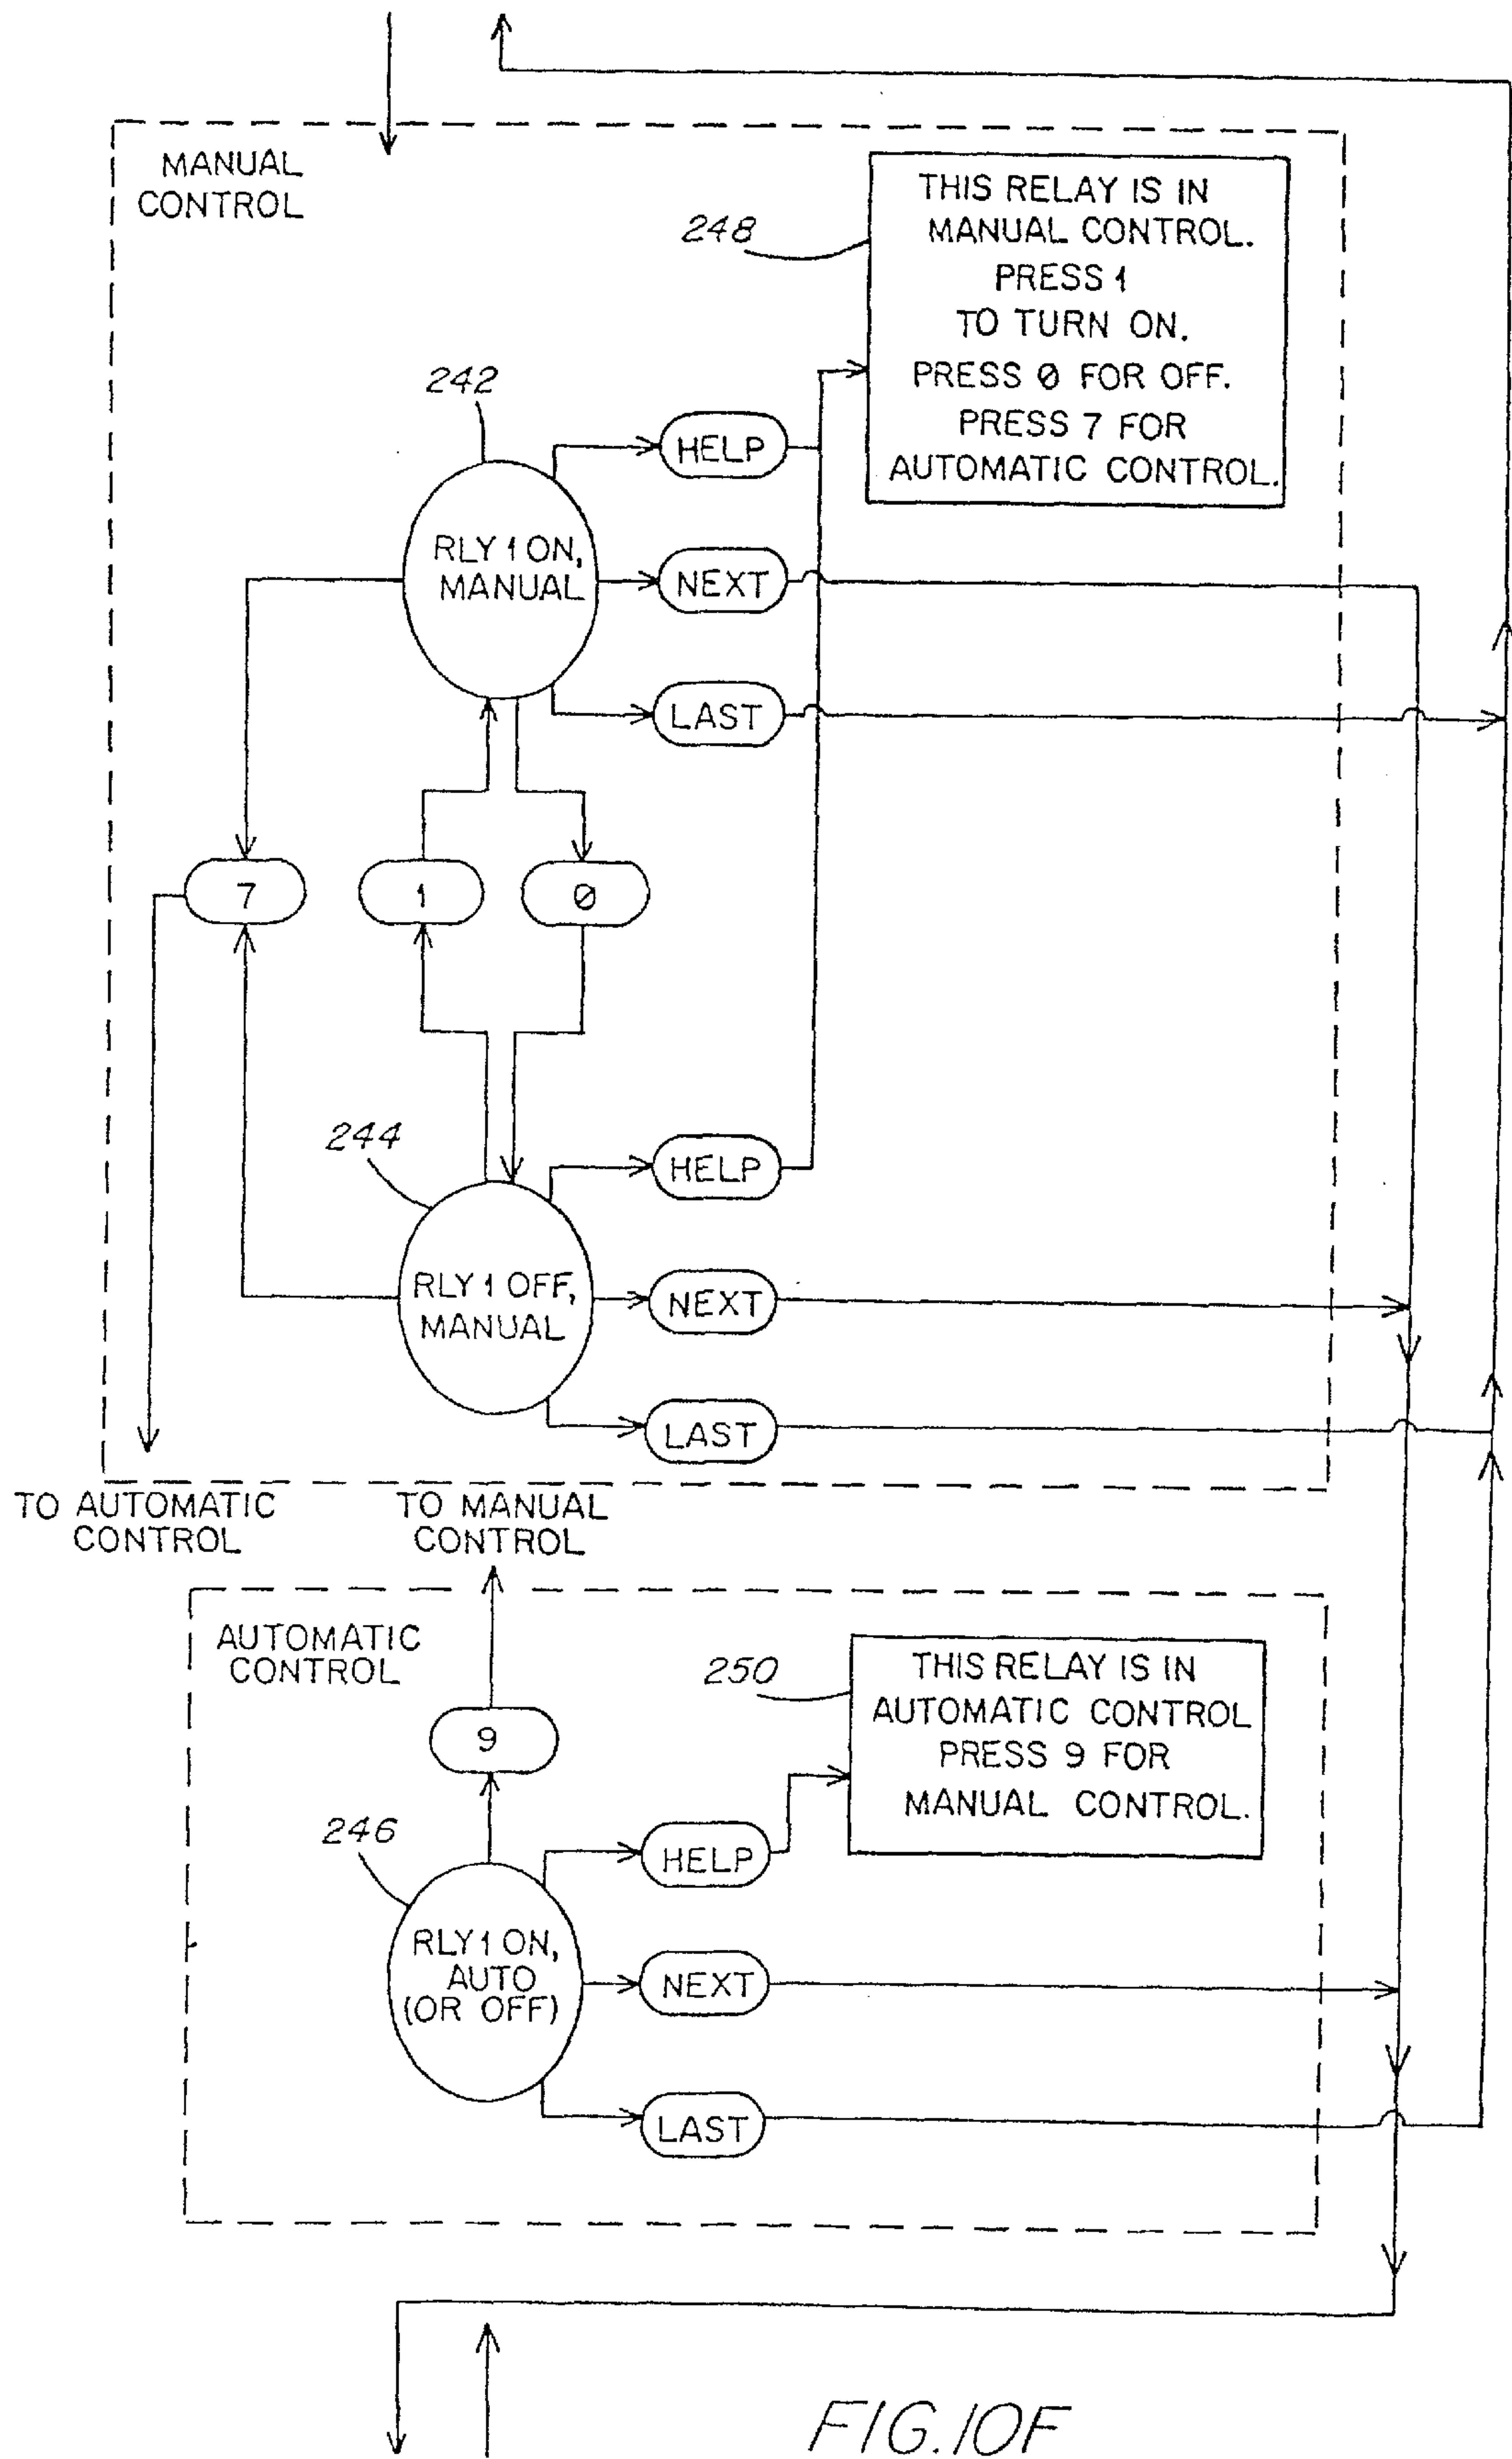 MANUAL
CONTROL
THIS RELAY IS IN
MANUAL CONTROL.
PRESS 1
TO TURN ON.
PRESS 0 FOR OFF.
PRESS 7 FOR
AUTOMATIC CONTROL.
248
242
HELP
RLY 1 ON,
MANUAL
NEXT
LAST
7
1
0
244
HELP
RLY 1 OFF,
MANUAL
NEXT
LAST
TO AUTOMATIC
CONTROL
TO MANUAL
CONTROL
AUTOMATIC
CONTROL
250
THIS RELAY IS IN
AUTOMATIC CONTROL
PRESS 9 FOR
MANUAL CONTROL.
9
246
HELP
RLY 1 ON,
AUTO
(OR OFF)
NEXT
LAST
FIG. 10F